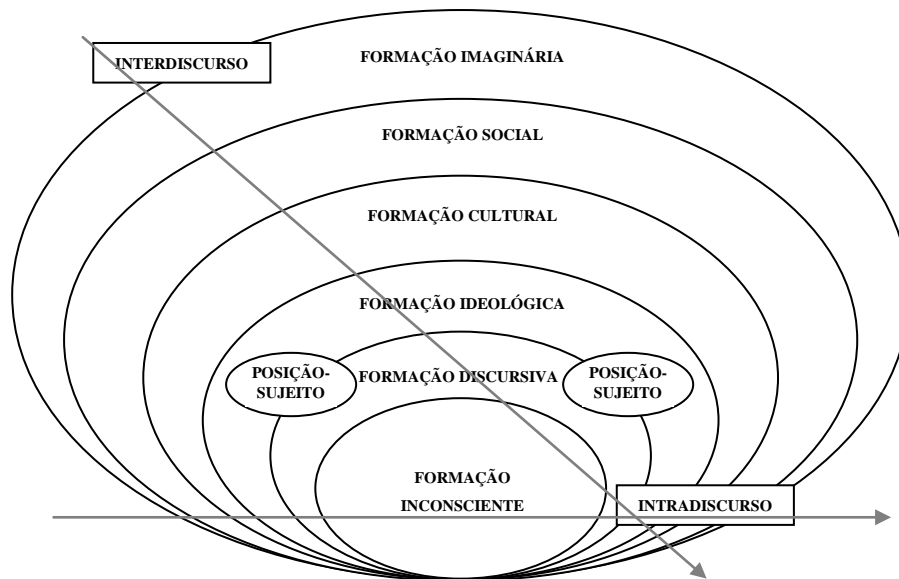 FORMAÇÃO IMAGINÁRIA
INTERDISCURSO
FORMAÇÃO SOCIAL
FORMAÇÃO CULTURAL
FORMAÇÃO IDEOLÓGICA
POSIÇÃO-
SUJEITO
FORMAÇÃO DISCURSIVA
POSIÇÃO-
SUJEITO
FORMAÇÃO
INCONSCIENTE
INTRADISCURSO